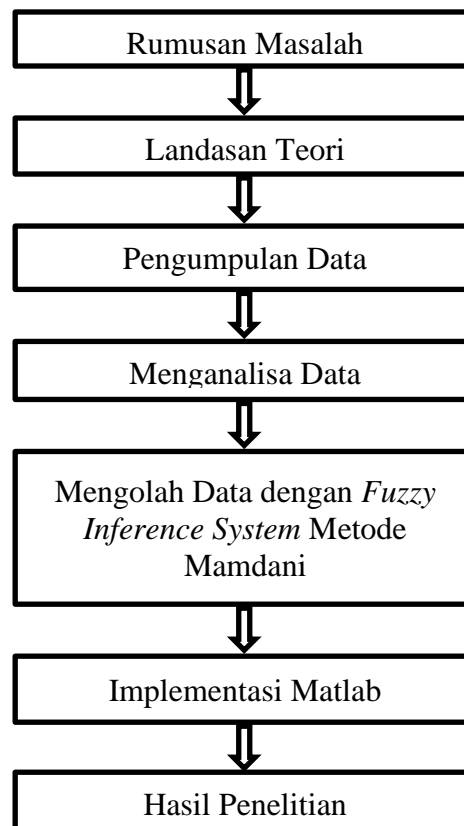 Rumusan Masalah
Landasan Teori
Pengumpulan Data
Menganalisa Data
Mengolah Data dengan Fuzzy
Inference System Metode
Mamdani
Implementasi Matlab
Hasil Penelitian